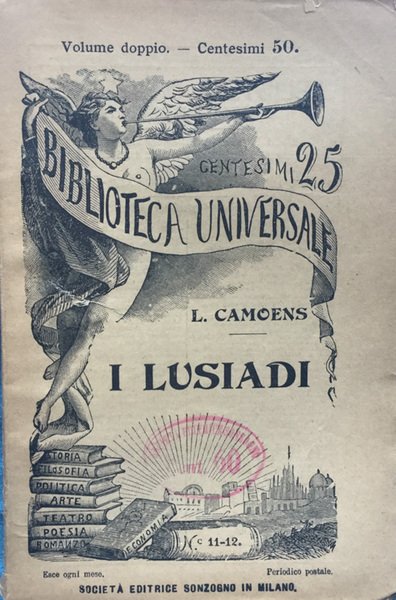 Volume doppio. — Centesimi 50.
CENTESIMI 25
BIBLIOTECA UNIVERSALE
L. CAMOENS
I LUSIADI
STORIA
FILOSOFIA
POLITICA
ARTE
TEATRO
POESIA
ROMANZO
ECONOMIA
Nc 11-12.
Esce ogni mese.
Periodico postale.
SOCIETÀ EDITRICE SONZOGNO IN MILANO.